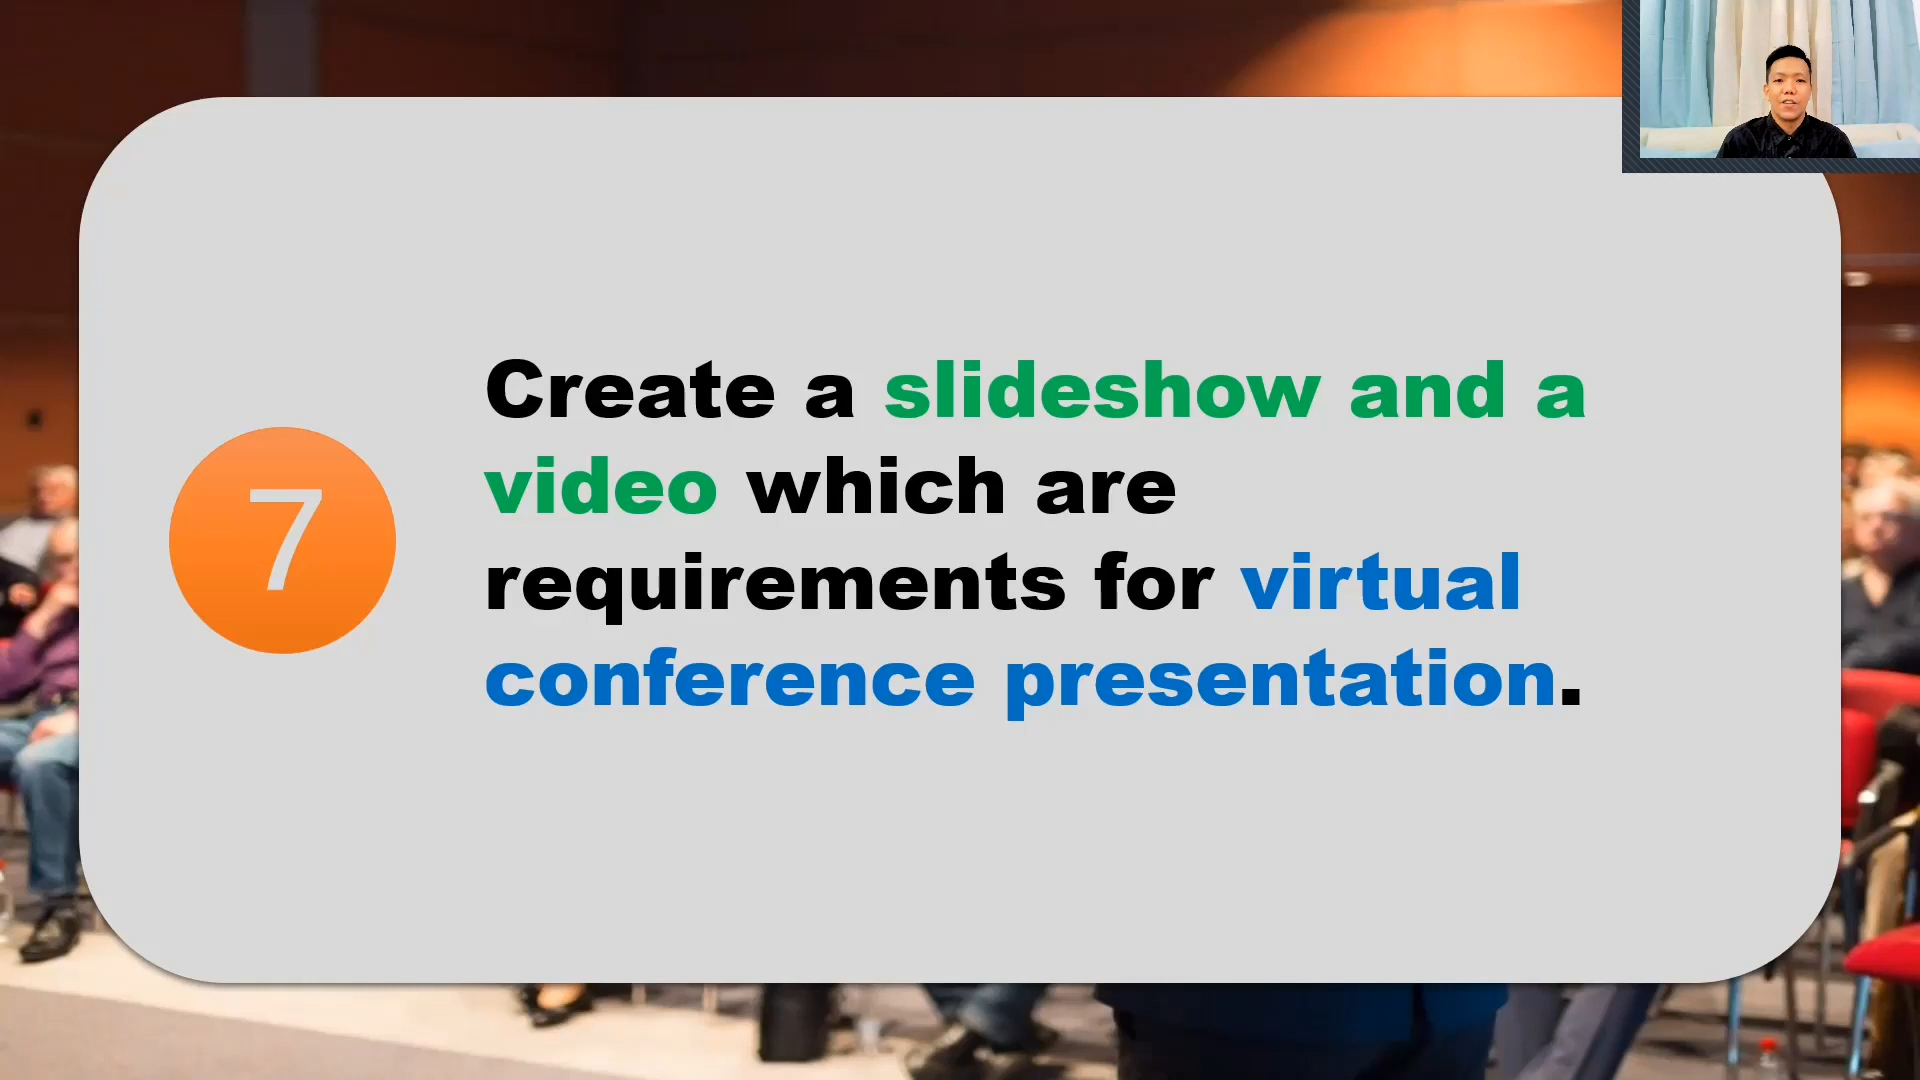 7
Create a slideshow and a
video which are
requirements for virtual
conference presentation.